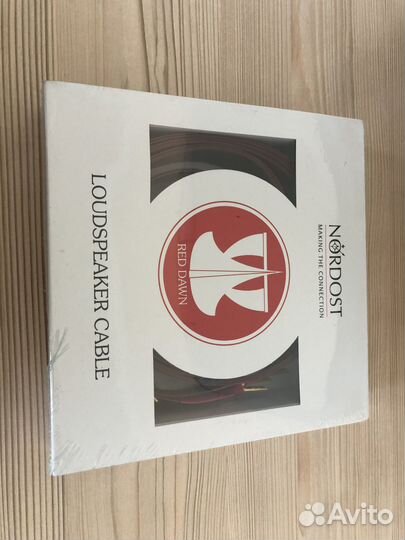 NORDOST
MAKING THE CONNECTION
RED DAWN
LOUDSPEAKER CABLE
Avito